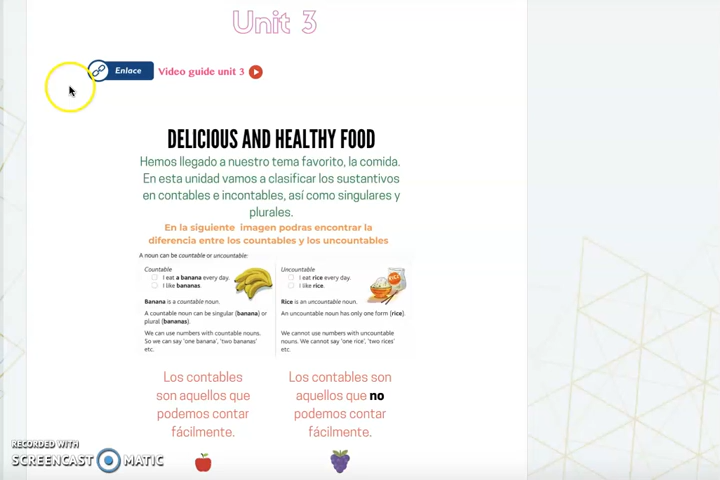 Unit 3
Enlace
Video guide unit 3
DELICIOUS AND HEALTHY FOOD
Hemos llegado a nuestro tema favorito, la comida.
En esta unidad vamos a clasificar los sustantivos
en contables e incontables, así como singulares y
plurales.
En la siguiente imagen podras encontrar la
diferencia entre los countables y los uncountables
A noun can be countable or uncountable:
Countable
I eat a banana every day.
I like bananas.
Banana is a countable noun.
A countable noun can be singular (banana) or
plural (bananas).
We can use numbers with countable nouns.
So we can say 'one banana', 'two bananas'
etc.
Uncountable
I eat rice every day.
I like rice.
RICE
Rice is an uncountable noun.
An uncountable noun has only one form (rice).
We cannot use numbers with uncountable
nouns. We cannot say 'one rice', 'two rices'
etc.
Los contables
son aquellos que
podemos contar
fácilmente.
Los contables son
aquellos que no
podemos contar
fácilmente.
RECORDED WITH
SCREENCAST MATIC